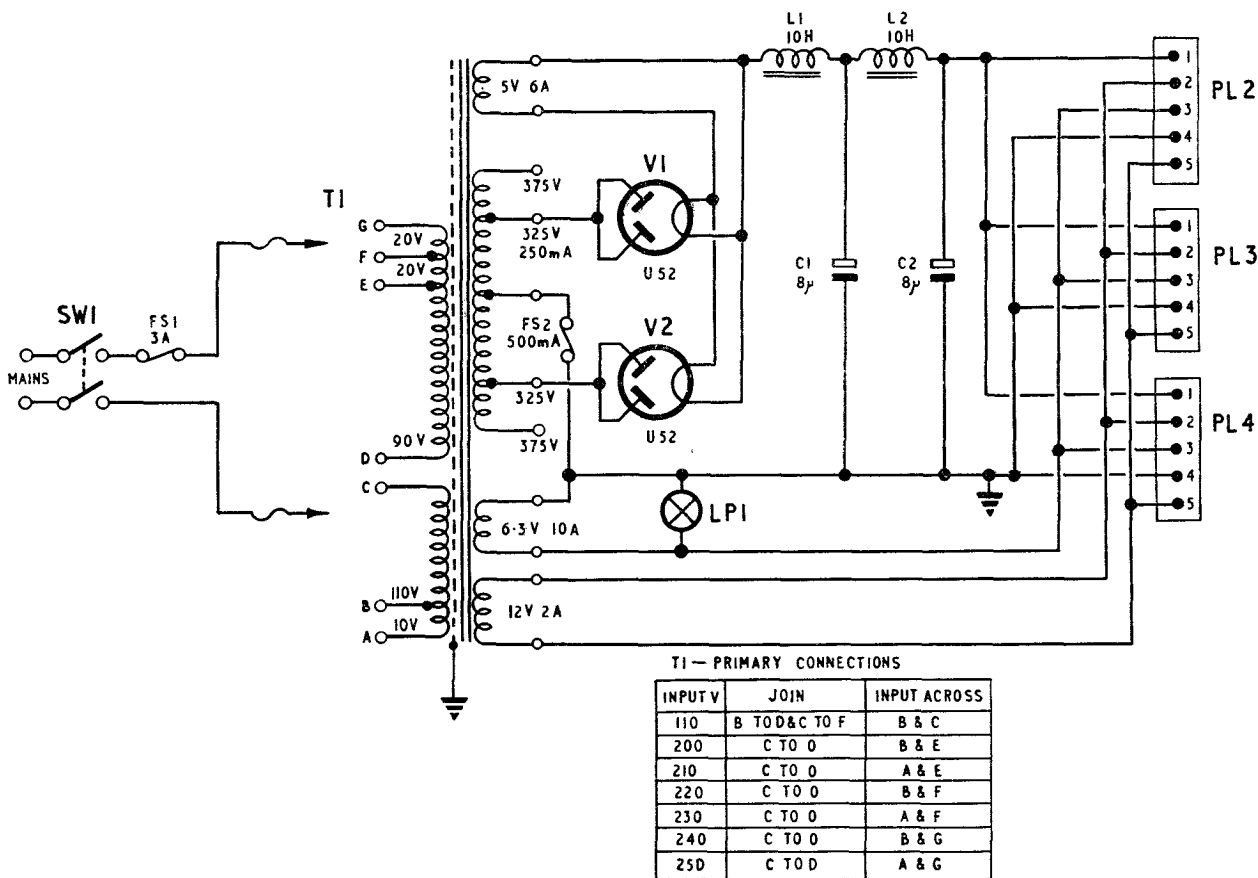 L1
10H
L2
10H
5V 6A
1
2
3
4
5
PL2
V1
375V
325V
250mA
U52
T1
G
20V
F
20V
E
C1
8µ
C2
8µ
1
2
3
4
5
PL3
SW1
FS1
3A
MAINS
FS2
500mA
V2
325V
U52
375V
90V
D
C
1
2
3
4
5
PL4
LP1
6·3V 10A
B
110V
A
10V
12V 2A
T1 — PRIMARY CONNECTIONS
INPUT V JOIN INPUT ACROSS
110 B TO D & C TO F B & C
200 C TO O B & E
210 C TO O A & E
220 C TO O B & F
230 C TO O A & F
240 C TO O B & G
25D C TO D A & G